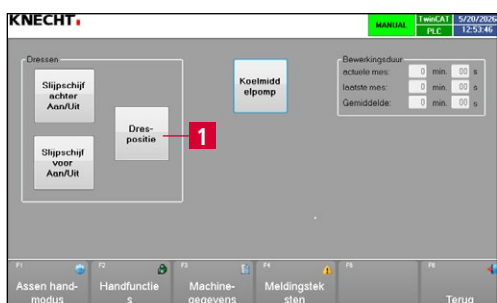 KNECHT
MANUAL
TwinCAT
PLC
5/20/2026
12:53:46
Dressen
Slijpschijf
achter
Aan/Uit
Dres-
positie
1
Slijpschijf
voor
Aan/Uit
Koelmidd
elpomp
Bewerkingsduur
actuele mes: 0 min. 00 s
laatste mes: 0 min. 00 s
Gemiddelde: 0 min. 00 s
F1
Assen hand-
modus
F2
Handfunctie
s
F3
Machine-
gegevens
F4
Meldingstek
sten
Terug